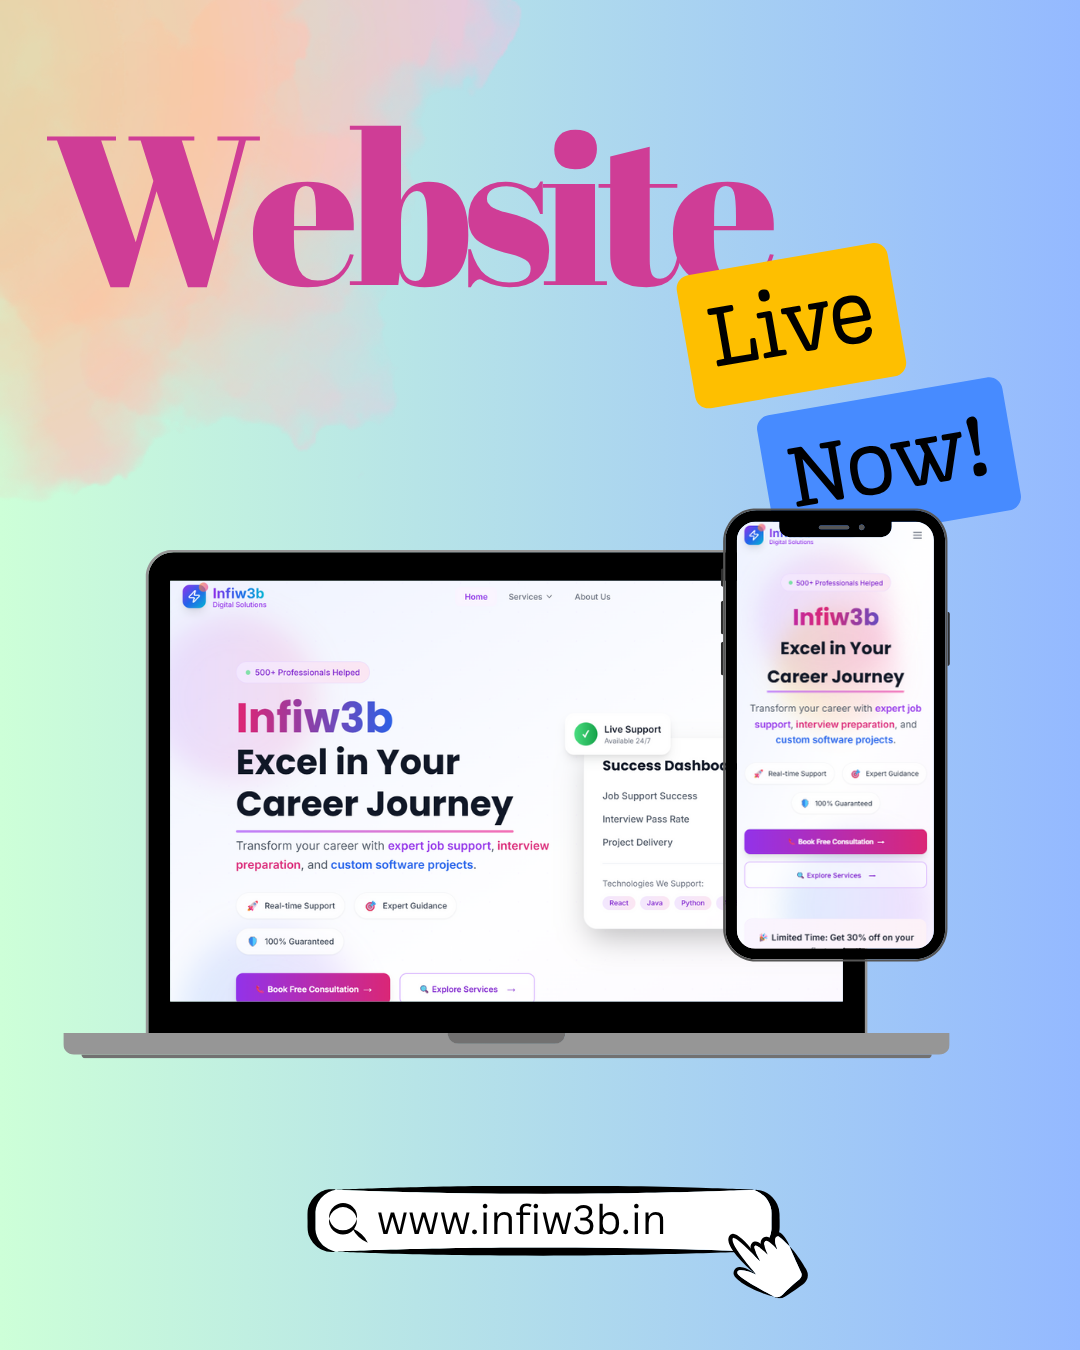 Website
Live
Now!
Infiw3b
Digital Solutions
Home
Services
About Us
500+ Professionals Helped
Infiw3b
Excel in Your
Career Journey
Transform your career with expert job support, interview
preparation, and custom software projects.
Real-time Support
Expert Guidance
100% Guaranteed
Book Free Consultation →
Explore Services →
Live Support
Available 24/7
Success Dashboa
Job Support Success
Interview Pass Rate
Project Delivery
Technologies We Support:
React
Java
Python
Inf
Digital Solutions
500+ Professionals Helped
Infiw3b
Excel in Your
Career Journey
Transform your career with expert job
support, interview preparation, and
custom software projects.
Real-time Support
Expert Guidance
100% Guaranteed
Book Free Consultation →
Explore Services →
Limited Time: Get 30% off on your
www.infiw3b.in